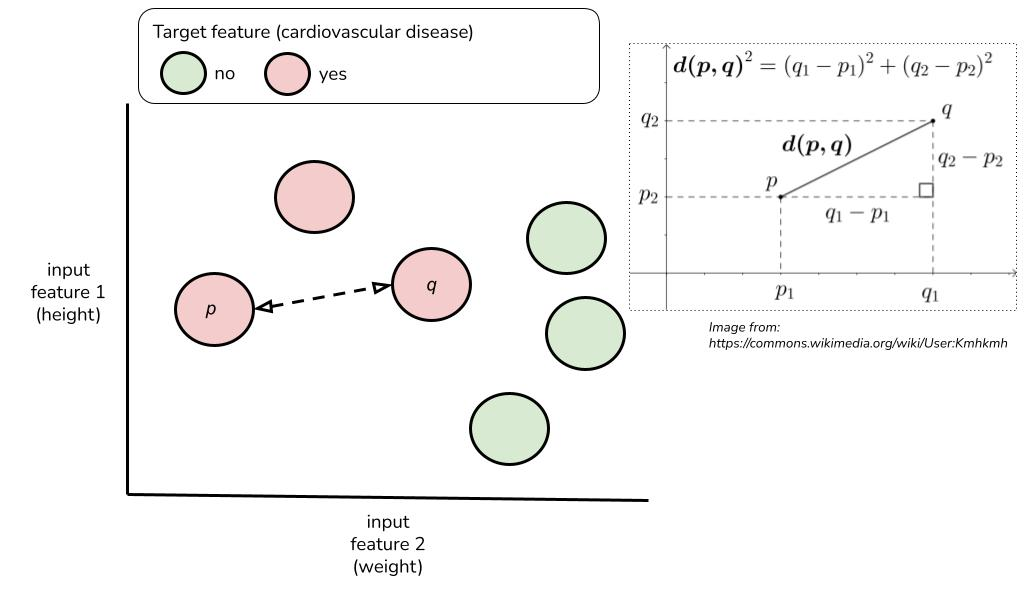 Target feature (cardiovascular disease)
no
yes
input
feature 1
(height)
p
q
input
feature 2
(weight)
d(p,q)² = (q₁ − p₁)² + (q₂ − p₂)²
q₂
q
d(p,q)
q₂ − p₂
p
p₂
q₁ − p₁
p₁
q₁
Image from:
https://commons.wikimedia.org/wiki/User:Kmhkmh